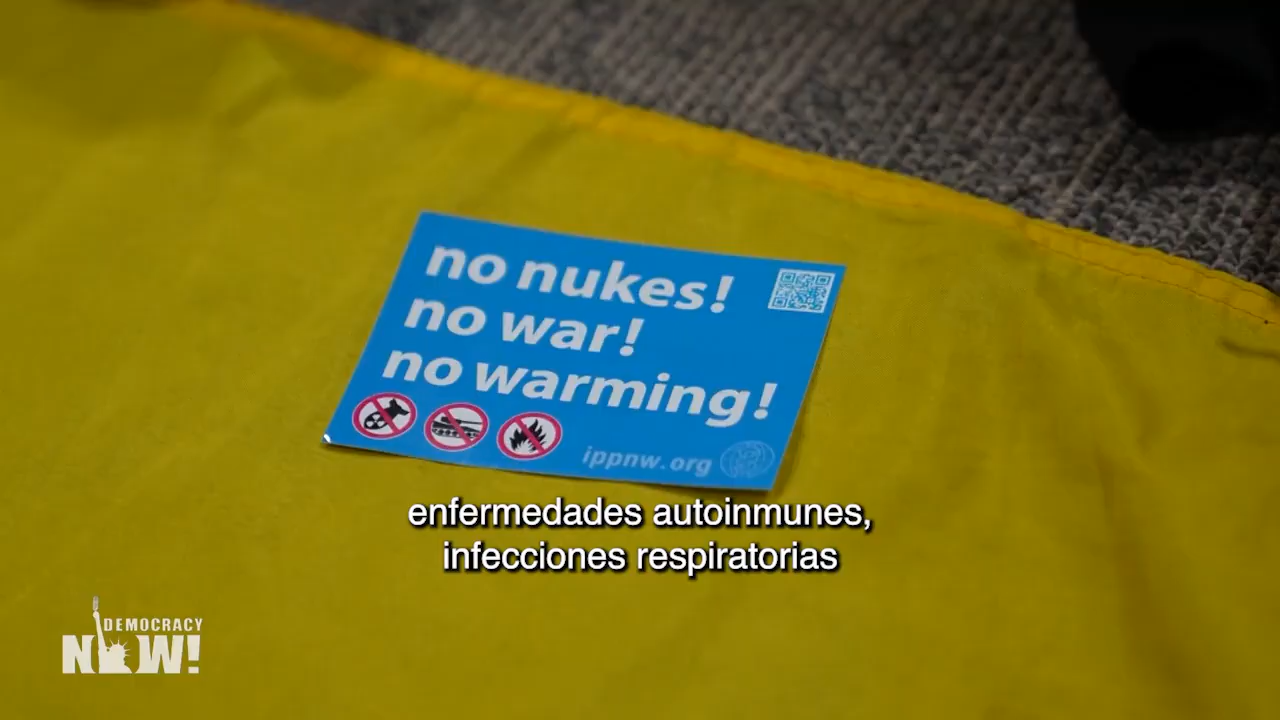 no nukes!
no war!
no warming!
ippnw.org
enfermedades autoinmunes,
infecciones respiratorias
DEMOCRACY
NOW!